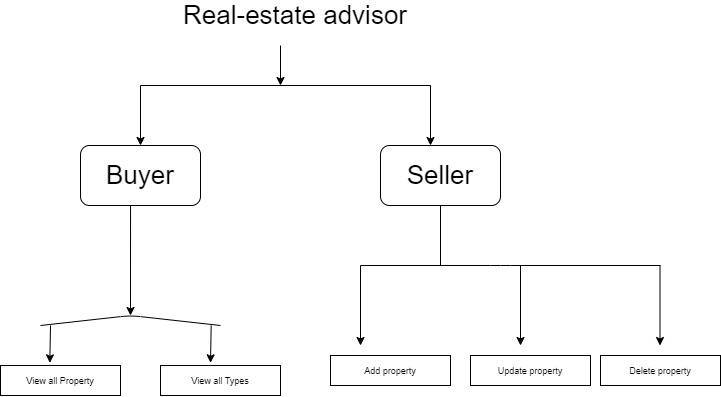 Real-estate advisor
Buyer
Seller
View all Property
View all Types
Add property
Update property
Delete property